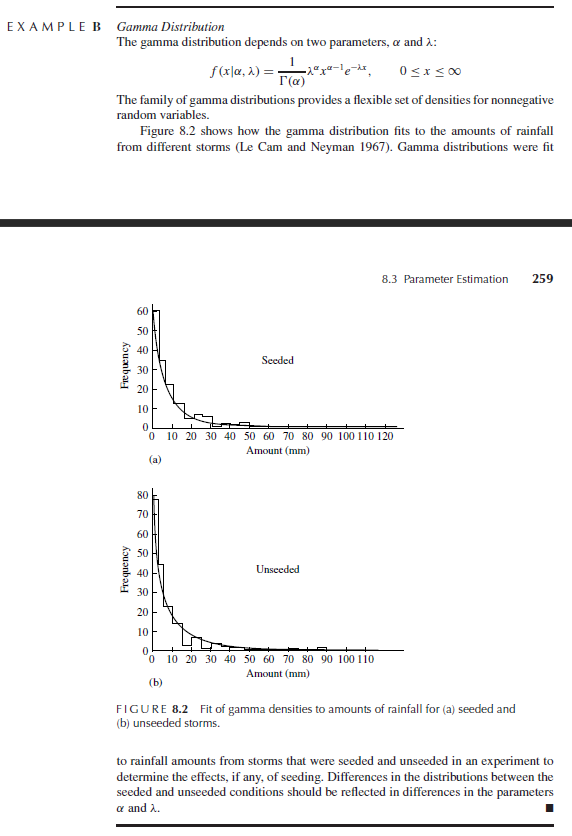 EXAMPLE B Gamma Distribution
The gamma distribution depends on two parameters, α and λ:
f(x|α, λ) = 1/Γ(α) λ^α x^(α−1) e^(−λx), 0 ≤ x ≤ ∞
The family of gamma distributions provides a flexible set of densities for nonnegative
random variables.
Figure 8.2 shows how the gamma distribution fits to the amounts of rainfall
from different storms (Le Cam and Neyman 1967). Gamma distributions were fit
8.3 Parameter Estimation 259
60
50
40
30
20
10
0
Frequency
Seeded
0 10 20 30 40 50 60 70 80 90 100 110 120
Amount (mm)
(a)
80
70
60
50
40
30
20
10
0
Frequency
Unseeded
0 10 20 30 40 50 60 70 80 90 100 110
Amount (mm)
(b)
FIGURE 8.2 Fit of gamma densities to amounts of rainfall for (a) seeded and
(b) unseeded storms.
to rainfall amounts from storms that were seeded and unseeded in an experiment to
determine the effects, if any, of seeding. Differences in the distributions between the
seeded and unseeded conditions should be reflected in differences in the parameters
α and λ.